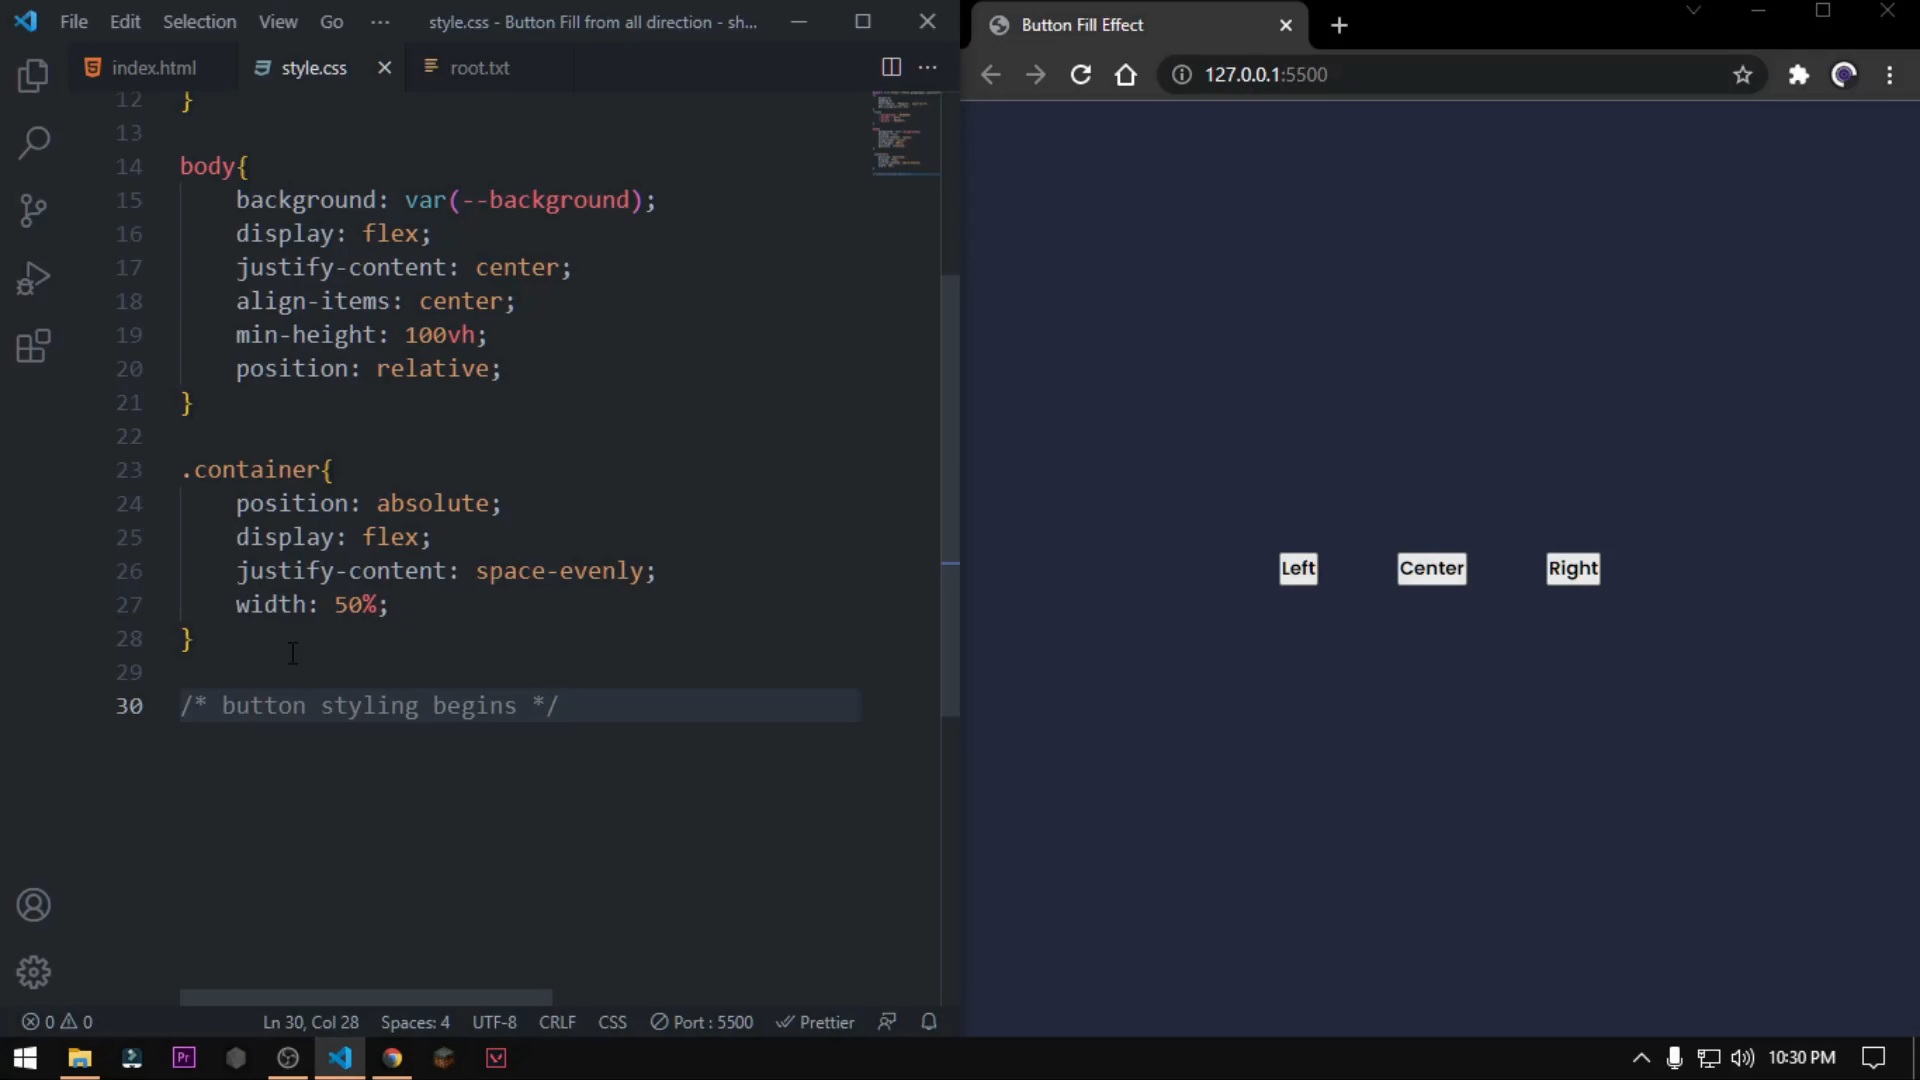 File Edit Selection View Go ··· style.css - Button Fill from all direction - sh...
index.html style.css root.txt
12 }
13
14 body{
15 background: var(--background);
16 display: flex;
17 justify-content: center;
18 align-items: center;
19 min-height: 100vh;
20 position: relative;
21 }
22
23 .container{
24 position: absolute;
25 display: flex;
26 justify-content: space-evenly;
27 width: 50%;
28 }
29
30 /* button styling begins */
0 0 Ln 30, Col 28 Spaces: 4 UTF-8 CRLF CSS Port : 5500 Prettier
Button Fill Effect
127.0.0.1:5500
Left Center Right
Pr
10:30 PM